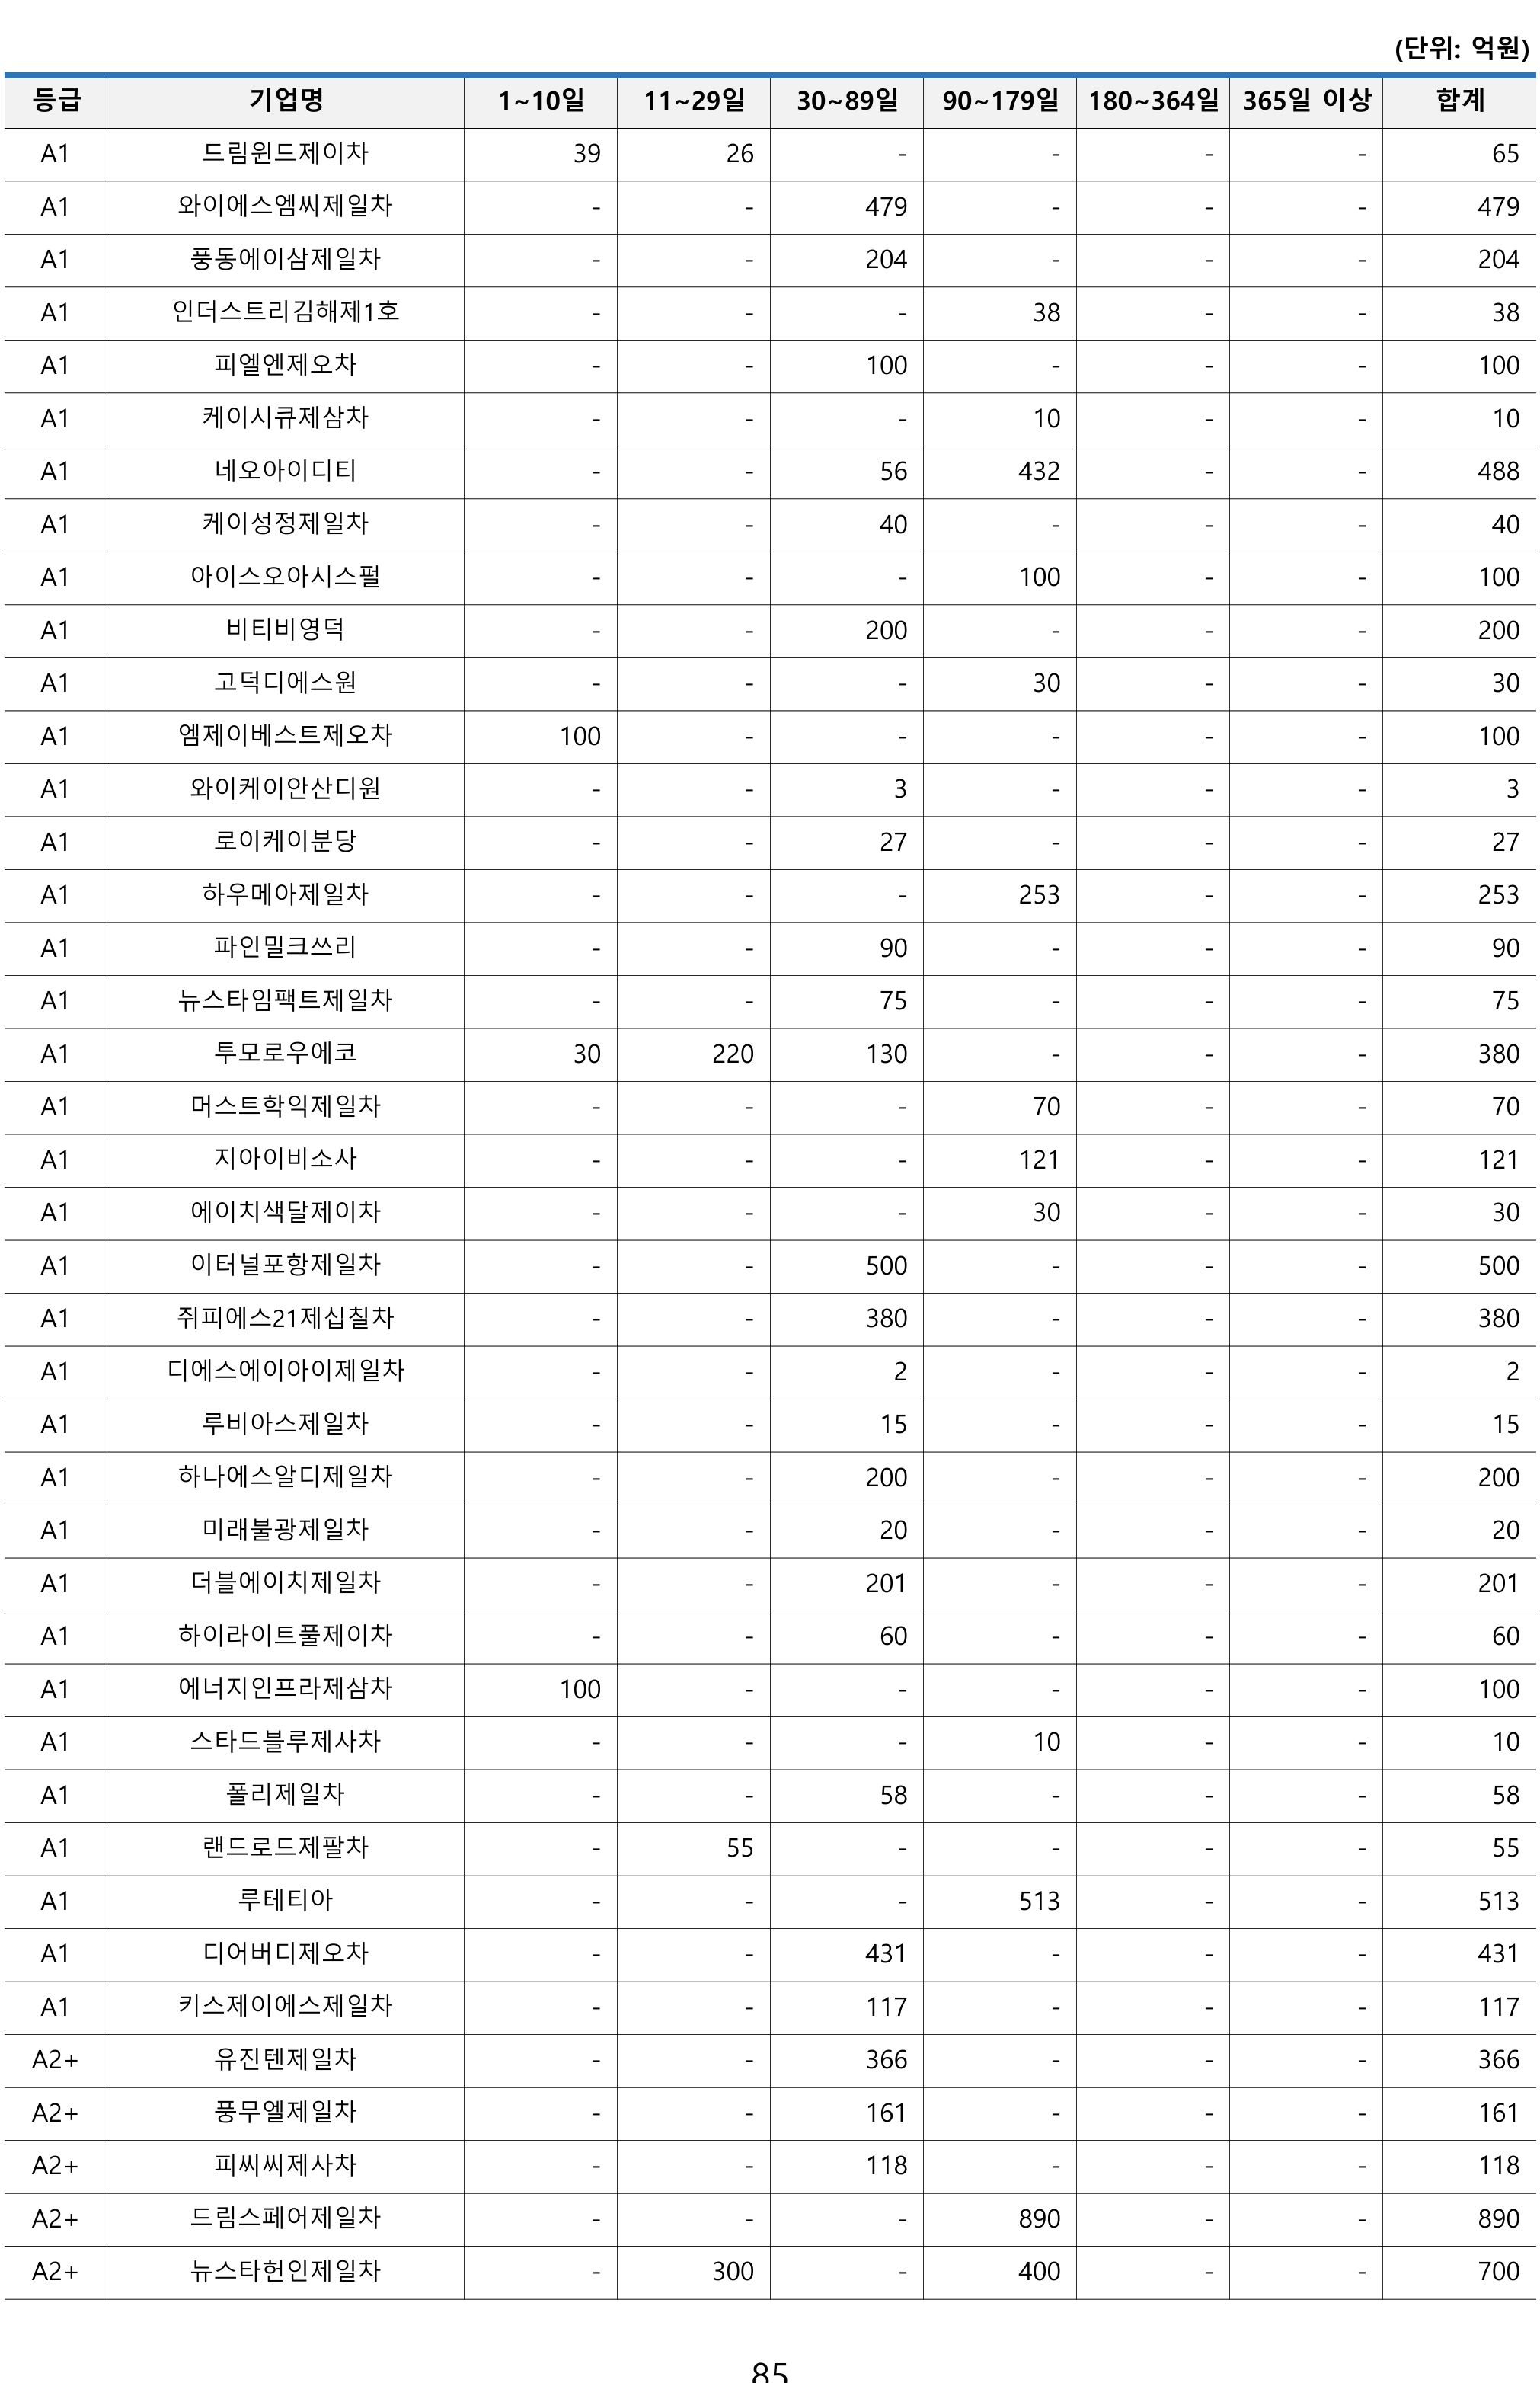 (단위: 억원)
등급 기업명 1~10일 11~29일 30~89일 90~179일 180~364일 365일 이상 합계
A1 드림윈드제이차 39 26 - - - - 65
A1 와이에스엠씨제일차 - - 479 - - - 479
A1 풍동에이삼제일차 - - 204 - - - 204
A1 인더스트리김해제1호 - - - 38 - - 38
A1 피엘엔제오차 - - 100 - - - 100
A1 케이시큐제삼차 - - - 10 - - 10
A1 네오아이디티 - - 56 432 - - 488
A1 케이성정제일차 - - 40 - - - 40
A1 아이스오아시스펄 - - - 100 - - 100
A1 비티비영덕 - - 200 - - - 200
A1 고덕디에스원 - - - 30 - - 30
A1 엠제이베스트제오차 100 - - - - - 100
A1 와이케이안산디원 - - 3 - - - 3
A1 로이케이분당 - - 27 - - - 27
A1 하우메아제일차 - - - 253 - - 253
A1 파인밀크쓰리 - - 90 - - - 90
A1 뉴스타임팩트제일차 - - 75 - - - 75
A1 투모로우에코 30 220 130 - - - 380
A1 머스트학익제일차 - - - 70 - - 70
A1 지아이비소사 - - - 121 - - 121
A1 에이치색달제이차 - - - 30 - - 30
A1 이터널포항제일차 - - 500 - - - 500
A1 쥐피에스21제십칠차 - - 380 - - - 380
A1 디에스에이아이제일차 - - 2 - - - 2
A1 루비아스제일차 - - 15 - - - 15
A1 하나에스알디제일차 - - 200 - - - 200
A1 미래불광제일차 - - 20 - - - 20
A1 더블에이치제일차 - - 201 - - - 201
A1 하이라이트풀제이차 - - 60 - - - 60
A1 에너지인프라제삼차 100 - - - - - 100
A1 스타드블루제사차 - - - 10 - - 10
A1 폴리제일차 - - 58 - - - 58
A1 랜드로드제팔차 - 55 - - - - 55
A1 루테티아 - - - 513 - - 513
A1 디어버디제오차 - - 431 - - - 431
A1 키스제이에스제일차 - - 117 - - - 117
A2+ 유진텐제일차 - - 366 - - - 366
A2+ 풍무엘제일차 - - 161 - - - 161
A2+ 피씨씨제사차 - - 118 - - - 118
A2+ 드림스페어제일차 - - - 890 - - 890
A2+ 뉴스타헌인제일차 - 300 - 400 - - 700
85